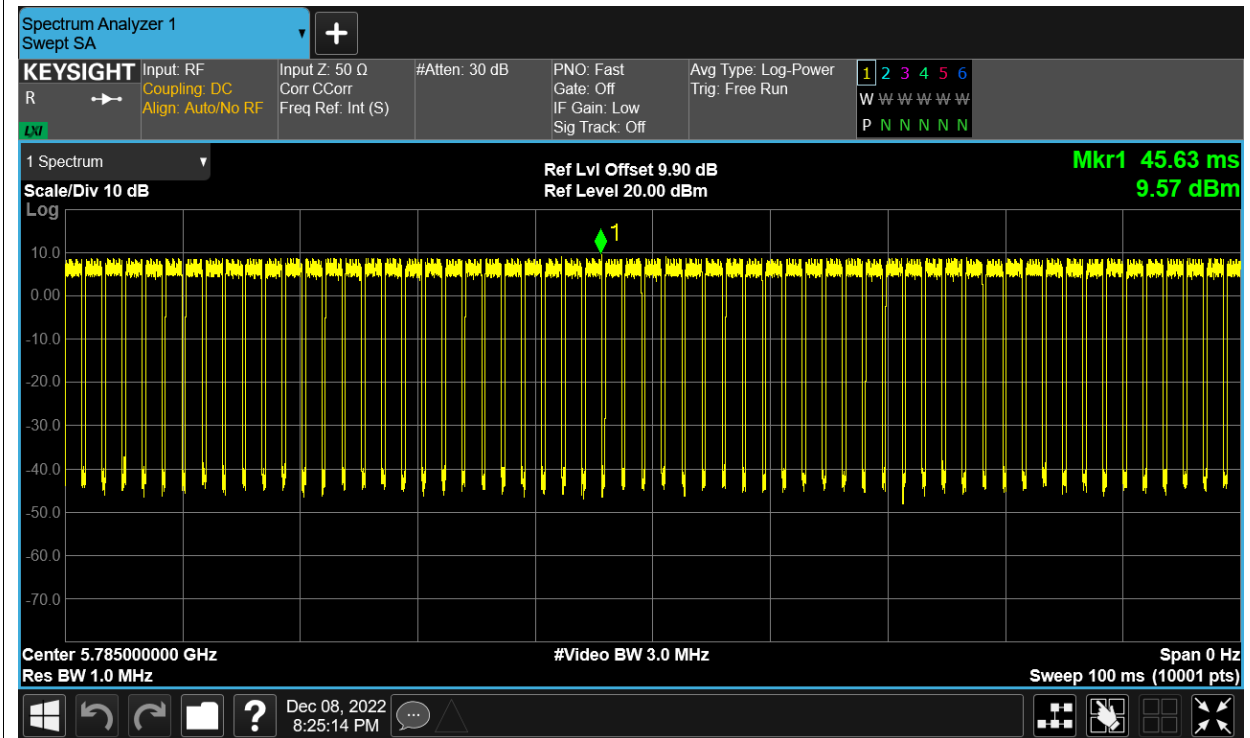 Spectrum Analyzer 1
Swept SA
KEYSIGHT Input: RF Input Z: 50 Ω #Atten: 30 dB PNO: Fast Avg Type: Log-Power 1 2 3 4 5 6
R Coupling: DC Corr CCorr Gate: Off Trig: Free Run W W W W W W
Align: Auto/No RF Freq Ref: Int (S) IF Gain: Low P N N N N N
LXI Sig Track: Off
1 Spectrum Ref Lvl Offset 9.90 dB Mkr1 45.63 ms
Scale/Div 10 dB Ref Level 20.00 dBm 9.57 dBm
Log
1
10.0
0.00
-10.0
-20.0
-30.0
-40.0
-50.0
-60.0
-70.0
Center 5.785000000 GHz #Video BW 3.0 MHz Span 0 Hz
Res BW 1.0 MHz Sweep 100 ms (10001 pts)
? Dec 08, 2022
8:25:14 PM